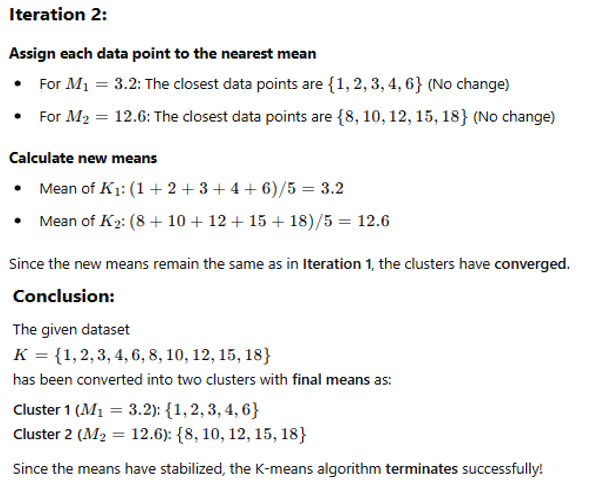 Iteration 2:
Assign each data point to the nearest mean
• For M₁ = 3.2: The closest data points are {1, 2, 3, 4, 6} (No change)
• For M₂ = 12.6: The closest data points are {8, 10, 12, 15, 18} (No change)
Calculate new means
• Mean of K₁: (1 + 2 + 3 + 4 + 6)/5 = 3.2
• Mean of K₂: (8 + 10 + 12 + 15 + 18)/5 = 12.6
Since the new means remain the same as in Iteration 1, the clusters have converged.
Conclusion:
The given dataset
K = {1, 2, 3, 4, 6, 8, 10, 12, 15, 18}
has been converted into two clusters with final means as:
Cluster 1 (M₁ = 3.2): {1, 2, 3, 4, 6}
Cluster 2 (M₂ = 12.6): {8, 10, 12, 15, 18}
Since the means have stabilized, the K-means algorithm terminates successfully!